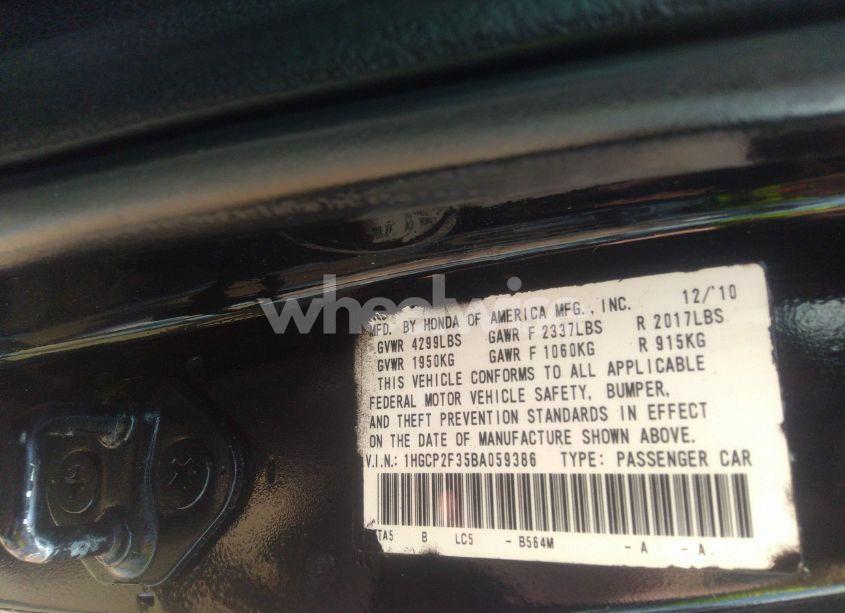 wheelwise
MFD. BY HONDA OF AMERICA MFG., INC. 12/'10
GVWR 4299LBS GAWR F 2337LBS R 2017LBS
GVWR 1950KG GAWR F 1060KG R 915KG
THIS VEHICLE CONFORMS TO ALL APPLICABLE
FEDERAL MOTOR VEHICLE SAFETY, BUMPER,
AND THEFT PREVENTION STANDARDS IN EFFECT
ON THE DATE OF MANUFACTURE SHOWN ABOVE.
V.I.N.: 1HGCP2F35BA059386 TYPE: PASSENGER CAR
TA5 B LC5 - B564M - A - A